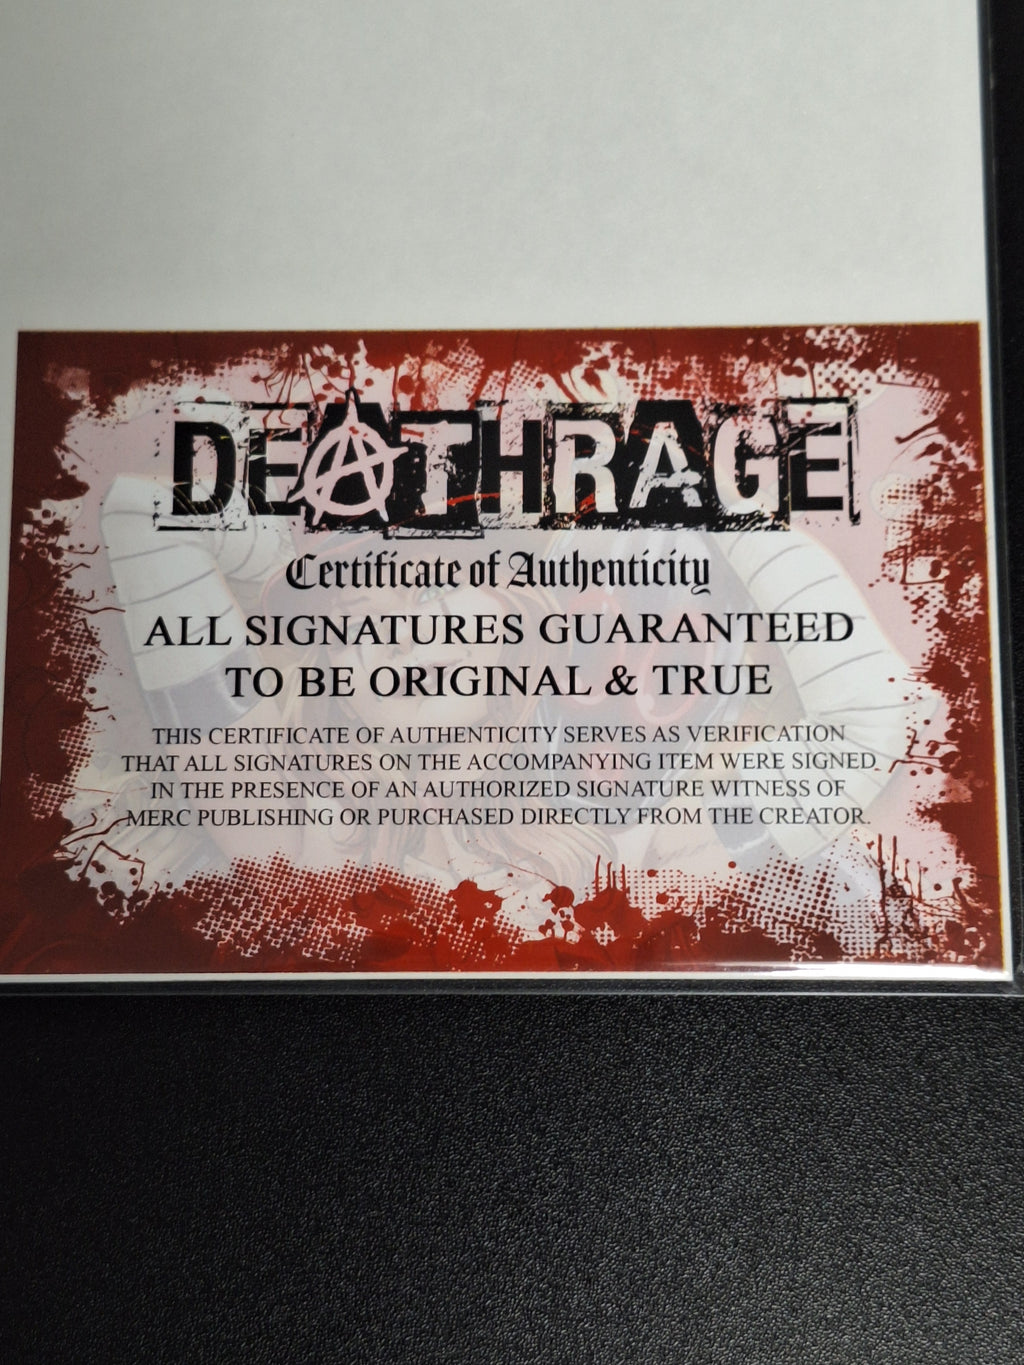 DEATHRAGE
Certificate of Authenticity
ALL SIGNATURES GUARANTEED
TO BE ORIGINAL & TRUE
THIS CERTIFICATE OF AUTHENTICITY SERVES AS VERIFICATION
THAT ALL SIGNATURES ON THE ACCOMPANYING ITEM WERE SIGNED
IN THE PRESENCE OF AN AUTHORIZED SIGNATURE WITNESS OF
MERC PUBLISHING OR PURCHASED DIRECTLY FROM THE CREATOR.